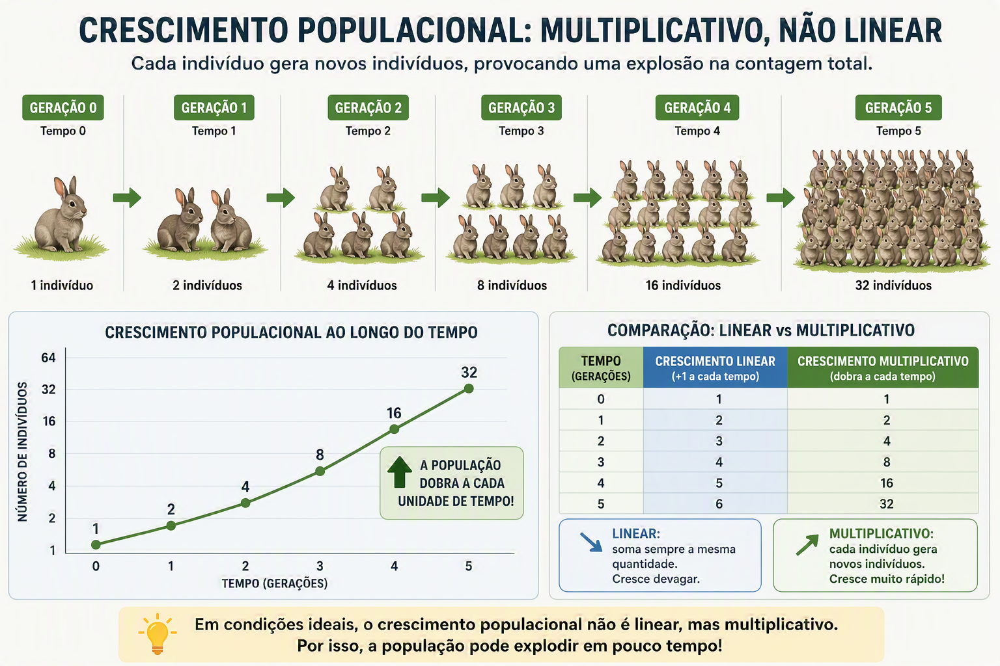 CRESCIMENTO POPULACIONAL: MULTIPLICATIVO, NÃO LINEAR
Cada indivíduo gera novos indivíduos, provocando uma explosão na contagem total.
GERAÇÃO 0
Tempo 0
1 indivíduo
GERAÇÃO 1
Tempo 1
2 indivíduos
GERAÇÃO 2
Tempo 2
4 indivíduos
GERAÇÃO 3
Tempo 3
8 indivíduos
GERAÇÃO 4
Tempo 4
16 indivíduos
GERAÇÃO 5
Tempo 5
32 indivíduos
CRESCIMENTO POPULACIONAL AO LONGO DO TEMPO
NÚMERO DE INDIVÍDUOS
64
32
16
8
4
2
1
1
2
4
8
16
32
A POPULAÇÃO
DOBRA A CADA
UNIDADE DE TEMPO!
0 1 2 3 4 5
TEMPO (GERAÇÕES)
COMPARAÇÃO: LINEAR vs MULTIPLICATIVO
TEMPO
(GERAÇÕES)
CRESCIMENTO LINEAR
(+1 a cada tempo)
CRESCIMENTO MULTIPLICATIVO
(dobra a cada tempo)
0 1 1
1 2 2
2 3 4
3 4 8
4 5 16
5 6 32
LINEAR:
soma sempre a mesma
quantidade.
Cresce devagar.
MULTIPLICATIVO:
cada indivíduo gera
novos indivíduos.
Cresce muito rápido!
Em condições ideais, o crescimento populacional não é linear, mas multiplicativo.
Por isso, a população pode explodir em pouco tempo!